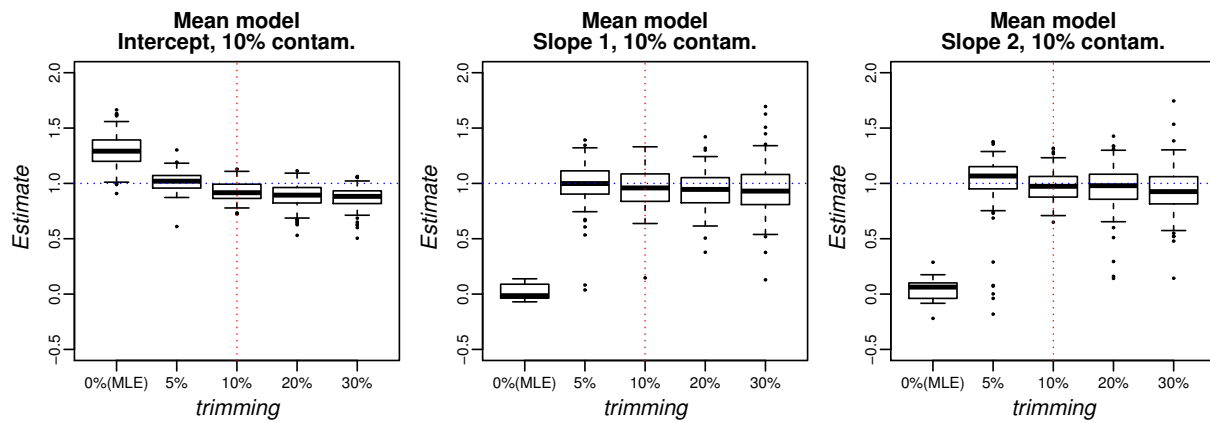 Mean model
Intercept, 10% contam.
Estimate
2.0
1.5
1.0
0.5
0.0
−0.5
0%(MLE) 5% 10% 20% 30%
trimming
Mean model
Slope 1, 10% contam.
Estimate
2.0
1.5
1.0
0.5
0.0
−0.5
0%(MLE) 5% 10% 20% 30%
trimming
Mean model
Slope 2, 10% contam.
Estimate
2.0
1.5
1.0
0.5
0.0
−0.5
0%(MLE) 5% 10% 20% 30%
trimming